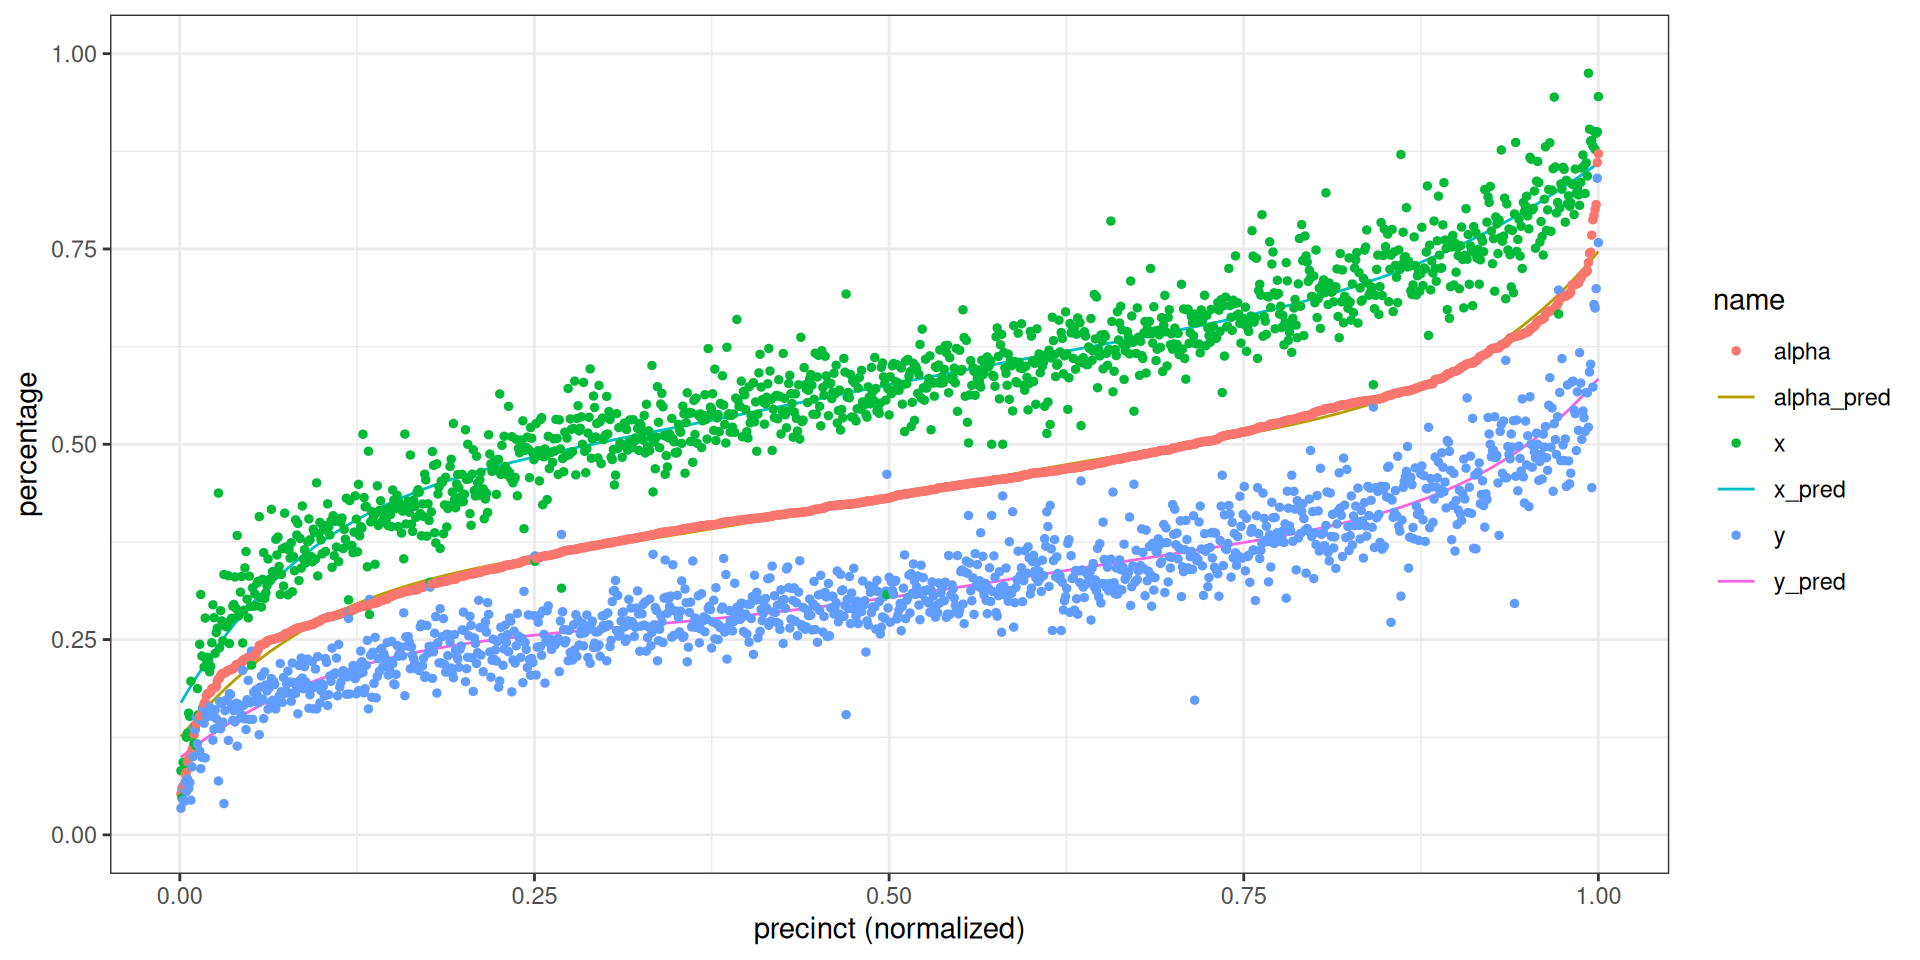 1.00
0.75
0.50
0.25
0.00
percentage
0.00 0.25 0.50 0.75 1.00
precinct (normalized)
name
alpha
alpha_pred
x
x_pred
y
y_pred